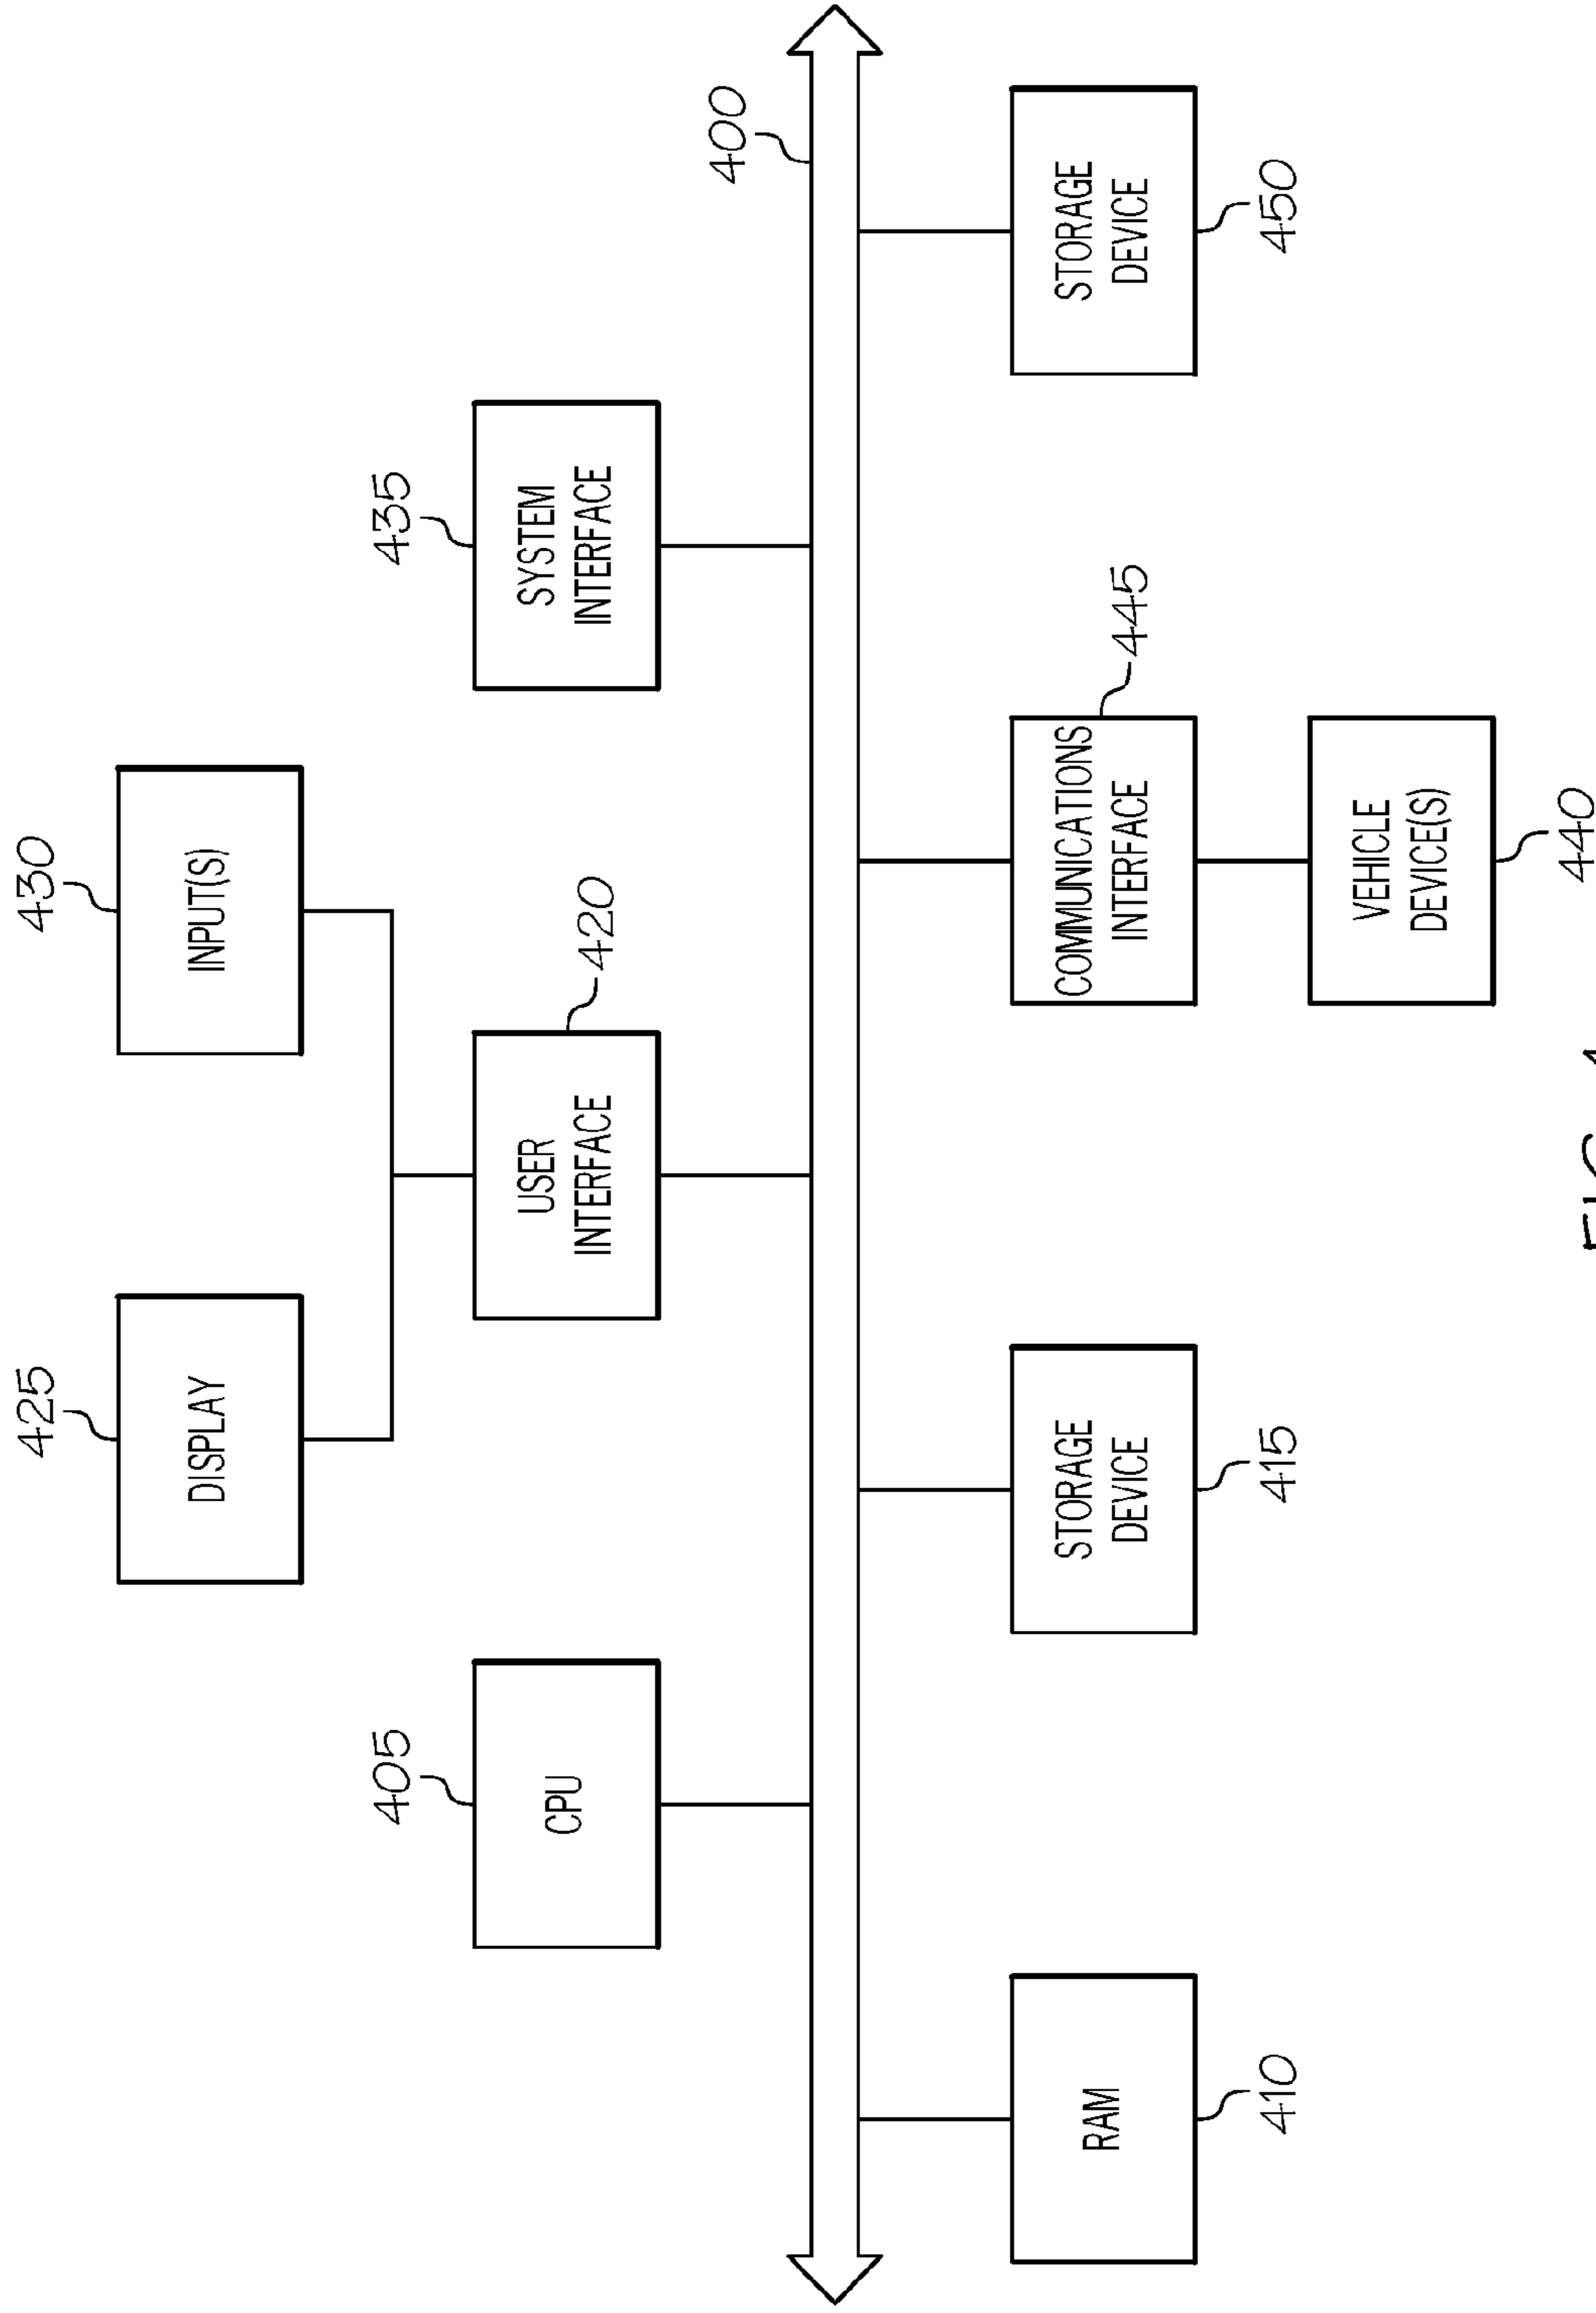 425
430
DISPLAY
INPUT(S)
405
420
435
CPU
USER
INTERFACE
SYSTEM
INTERFACE
400
RAM
STORAGE
DEVICE
COMMUNICATIONS
INTERFACE
STORAGE
DEVICE
410
415
445
450
VEHICLE
DEVICE(S)
440